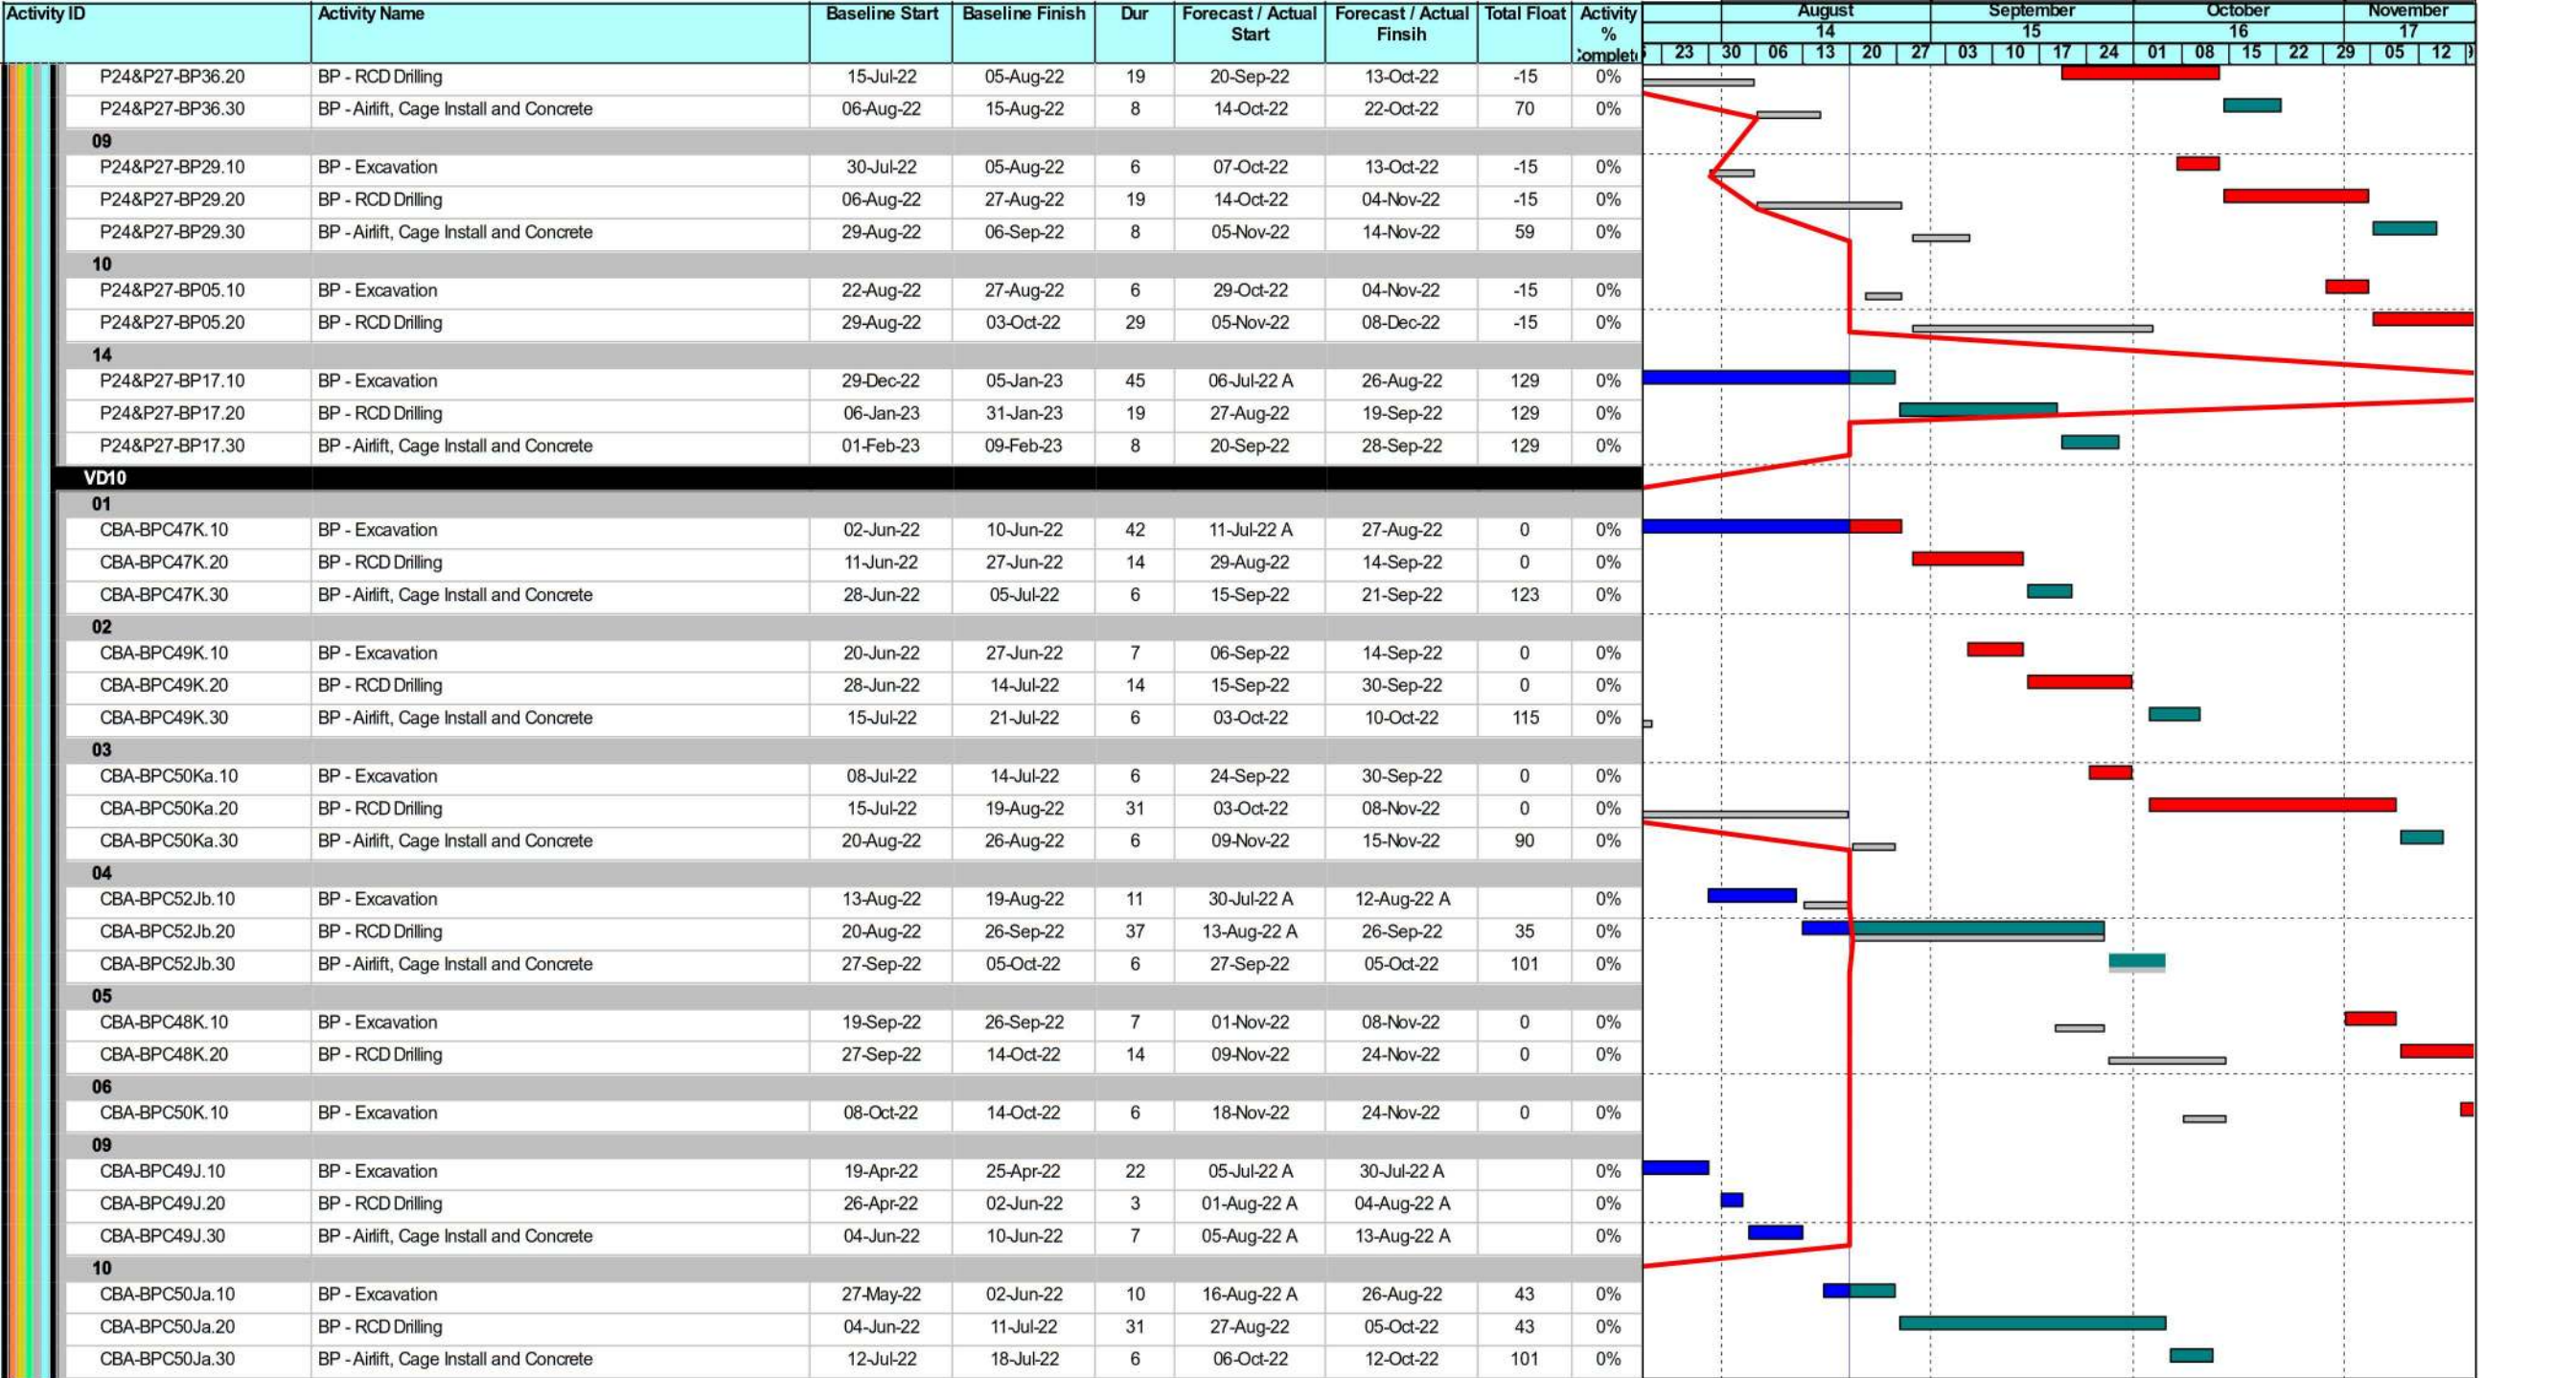 Activity ID Activity Name Baseline Start Baseline Finish Dur Forecast / Actual Start Forecast / Actual Finsih Total Float Activity % August September October November
14 15 16 17
23 30 06 13 20 27 03 10 17 24 01 08 15 22 29 05 12
P24&P27-BP36.20 BP - RCD Drilling 15-Jul-22 05-Aug-22 19 20-Sep-22 13-Oct-22 -15 0%
P24&P27-BP36.30 BP - Airlift, Cage Install and Concrete 06-Aug-22 15-Aug-22 8 14-Oct-22 22-Oct-22 70 0%
09
P24&P27-BP29.10 BP - Excavation 30-Jul-22 05-Aug-22 6 07-Oct-22 13-Oct-22 -15 0%
P24&P27-BP29.20 BP - RCD Drilling 06-Aug-22 27-Aug-22 19 14-Oct-22 04-Nov-22 -15 0%
P24&P27-BP29.30 BP - Airlift, Cage Install and Concrete 29-Aug-22 06-Sep-22 8 05-Nov-22 14-Nov-22 59 0%
10
P24&P27-BP05.10 BP - Excavation 22-Aug-22 27-Aug-22 6 29-Oct-22 04-Nov-22 -15 0%
P24&P27-BP05.20 BP - RCD Drilling 29-Aug-22 03-Oct-22 29 05-Nov-22 08-Dec-22 -15 0%
14
P24&P27-BP17.10 BP - Excavation 29-Dec-22 05-Jan-23 45 06-Jul-22 A 26-Aug-22 129 0%
P24&P27-BP17.20 BP - RCD Drilling 06-Jan-23 31-Jan-23 19 27-Aug-22 19-Sep-22 129 0%
P24&P27-BP17.30 BP - Airlift, Cage Install and Concrete 01-Feb-23 09-Feb-23 8 20-Sep-22 28-Sep-22 129 0%
VD10
01
CBA-BPC47K.10 BP - Excavation 02-Jun-22 10-Jun-22 42 11-Jul-22 A 27-Aug-22 0 0%
CBA-BPC47K.20 BP - RCD Drilling 11-Jun-22 27-Jun-22 14 29-Aug-22 14-Sep-22 0 0%
CBA-BPC47K.30 BP - Airlift, Cage Install and Concrete 28-Jun-22 05-Jul-22 6 15-Sep-22 21-Sep-22 123 0%
02
CBA-BPC49K.10 BP - Excavation 20-Jun-22 27-Jun-22 7 06-Sep-22 14-Sep-22 0 0%
CBA-BPC49K.20 BP - RCD Drilling 28-Jun-22 14-Jul-22 14 15-Sep-22 30-Sep-22 0 0%
CBA-BPC49K.30 BP - Airlift, Cage Install and Concrete 15-Jul-22 21-Jul-22 6 03-Oct-22 10-Oct-22 115 0%
03
CBA-BPC50Ka.10 BP - Excavation 08-Jul-22 14-Jul-22 6 24-Sep-22 30-Sep-22 0 0%
CBA-BPC50Ka.20 BP - RCD Drilling 15-Jul-22 19-Aug-22 31 03-Oct-22 08-Nov-22 0 0%
CBA-BPC50Ka.30 BP - Airlift, Cage Install and Concrete 20-Aug-22 26-Aug-22 6 09-Nov-22 15-Nov-22 90 0%
04
CBA-BPC52Jb.10 BP - Excavation 13-Aug-22 19-Aug-22 11 30-Jul-22 A 12-Aug-22 A 0%
CBA-BPC52Jb.20 BP - RCD Drilling 20-Aug-22 26-Sep-22 37 13-Aug-22 A 26-Sep-22 35 0%
CBA-BPC52Jb.30 BP - Airlift, Cage Install and Concrete 27-Sep-22 05-Oct-22 6 27-Sep-22 05-Oct-22 101 0%
05
CBA-BPC48K.10 BP - Excavation 19-Sep-22 26-Sep-22 7 01-Nov-22 08-Nov-22 0 0%
CBA-BPC48K.20 BP - RCD Drilling 27-Sep-22 14-Oct-22 14 09-Nov-22 24-Nov-22 0 0%
06
CBA-BPC50K.10 BP - Excavation 08-Oct-22 14-Oct-22 6 18-Nov-22 24-Nov-22 0 0%
09
CBA-BPC49J.10 BP - Excavation 19-Apr-22 25-Apr-22 22 05-Jul-22 A 30-Jul-22 A 0%
CBA-BPC49J.20 BP - RCD Drilling 26-Apr-22 02-Jun-22 3 01-Aug-22 A 04-Aug-22 A 0%
CBA-BPC49J.30 BP - Airlift, Cage Install and Concrete 04-Jun-22 10-Jun-22 7 05-Aug-22 A 13-Aug-22 A 0%
10
CBA-BPC50Ja.10 BP - Excavation 27-May-22 02-Jun-22 10 16-Aug-22 A 26-Aug-22 43 0%
CBA-BPC50Ja.20 BP - RCD Drilling 04-Jun-22 11-Jul-22 31 27-Aug-22 05-Oct-22 43 0%
CBA-BPC50Ja.30 BP - Airlift, Cage Install and Concrete 12-Jul-22 18-Jul-22 6 06-Oct-22 12-Oct-22 101 0%